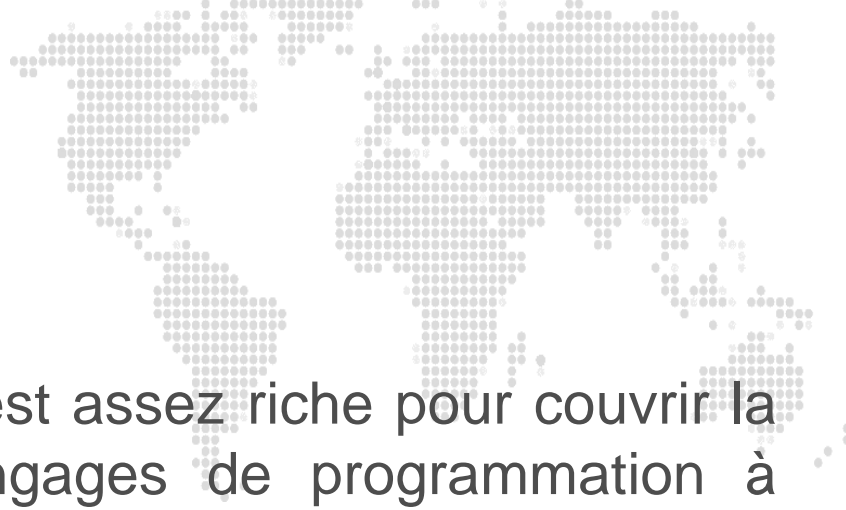 est assez riche pour couvrir la
ngages de programmation à